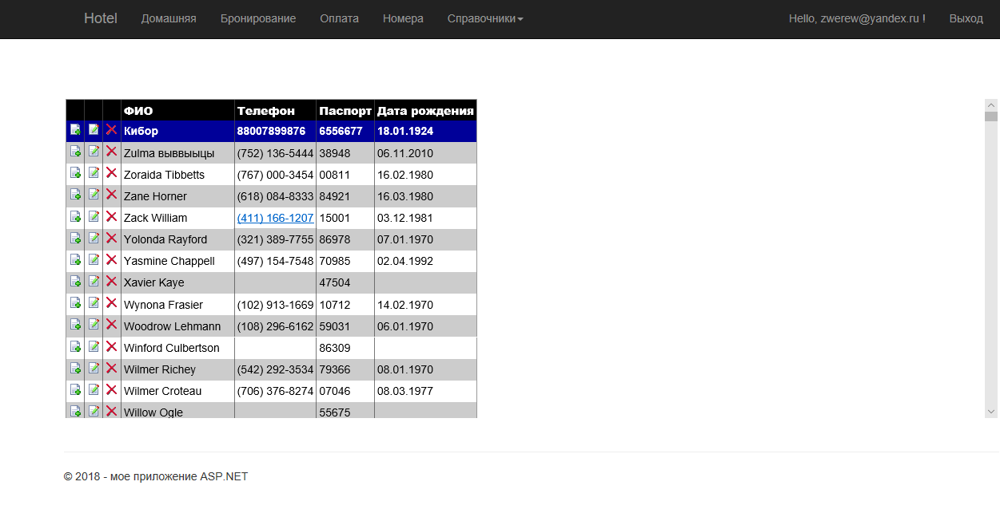 Hotel Домашняя Бронирование Оплата Номера Справочники Hello, zwerew@yandex.ru ! Выход
ФИО Телефон Паспорт Дата рождения
Кибор 88007899876 6556677 18.01.1924
Zulma выввыыцы (752) 136-5444 38948 06.11.2010
Zoraida Tibbetts (767) 000-3454 00811 16.02.1980
Zane Horner (618) 084-8333 84921 16.03.1980
Zack William (411) 166-1207 15001 03.12.1981
Yolonda Rayford (321) 389-7755 86978 07.01.1970
Yasmine Chappell (497) 154-7548 70985 02.04.1992
Xavier Kaye 47504
Wynona Frasier (102) 913-1669 10712 14.02.1970
Woodrow Lehmann (108) 296-6162 59031 06.01.1970
Winford Culbertson 86309
Wilmer Richey (542) 292-3534 79366 08.01.1970
Wilmer Croteau (706) 376-8274 07046 08.03.1977
Willow Ogle 55675
© 2018 - мое приложение ASP.NET